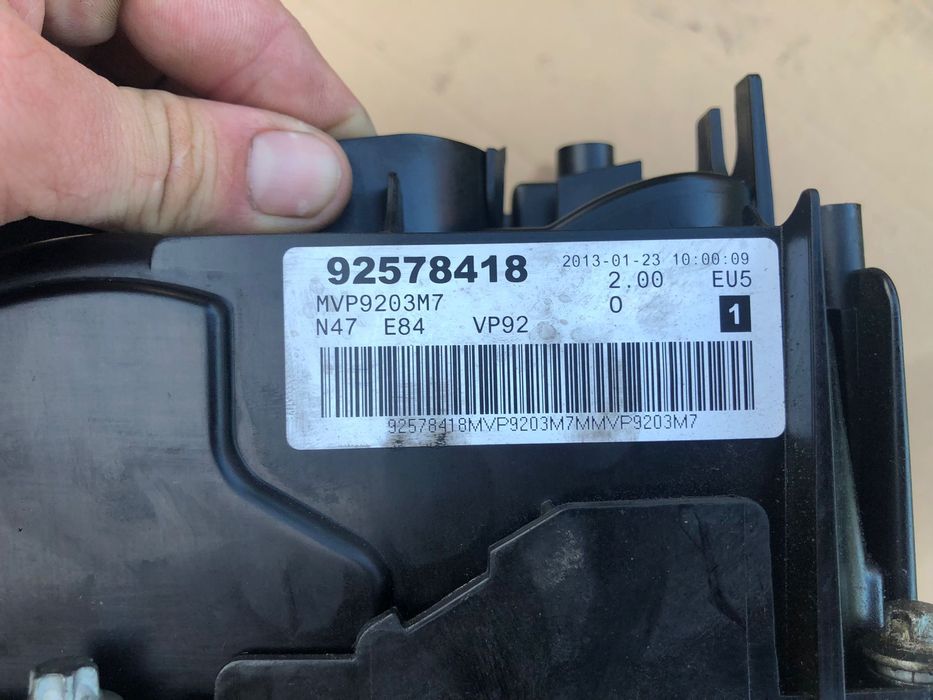 92578418 2013-01-23 10:00:09
2.00 EU5
MVP9203M7 0
N47 E84 VP92 1
92578418MVP9203M7MMVP9203M7